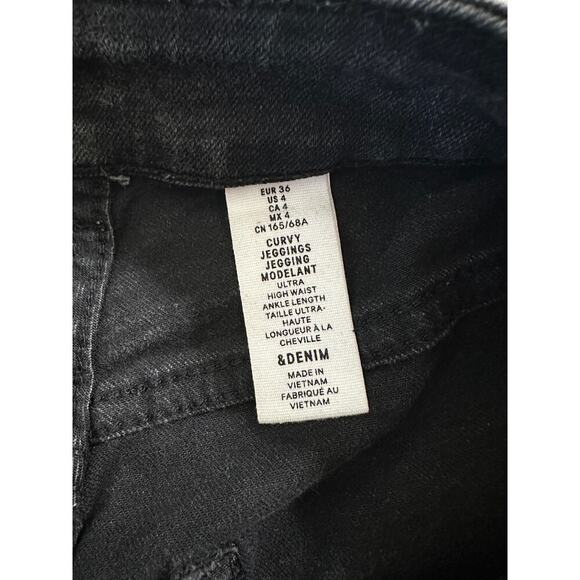 EUR 36
US 4
CA 4
MX 4
CN 165/68A
CURVY
JEGGINGS
JEGGING
MODELANT
ULTRA
HIGH WAIST
ANKLE LENGTH
TAILLE ULTRA-
HAUTE
LONGUEUR À LA
CHEVILLE
&DENIM
MADE IN
VIETNAM
FABRIQUÉ AU
VIETNAM